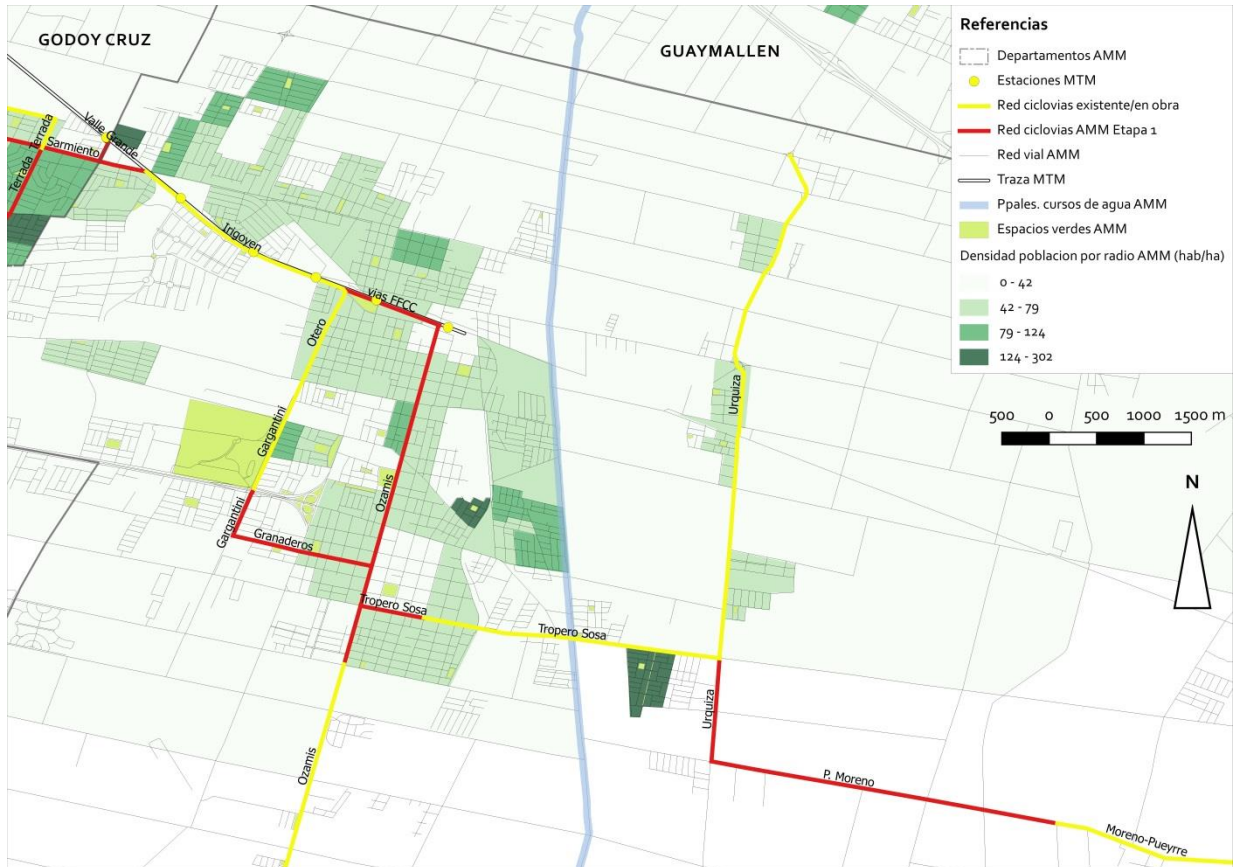 GODOY CRUZ
GUAYMALLEN
Referencias
Departamentos AMM
Estaciones MTM
Red ciclovias existente/en obra
Red ciclovias AMM Etapa 1
Red vial AMM
Traza MTM
Ppales. cursos de agua AMM
Espacios verdes AMM
Densidad poblacion por radio AMM (hab/ha)
0 - 42
42 - 79
79 - 124
124 - 302
500 0 500 1000 1500 m
N
Valle Grande
Terrada
Sarmiento
Terrada
Irigoyen
vias FFCC
Otero
Urquiza
Gargantini
Ozamis
Gargantini
Granaderos
Tropero Sosa
Tropero Sosa
Urquiza
Ozamis
P. Moreno
Moreno-Pueyrre